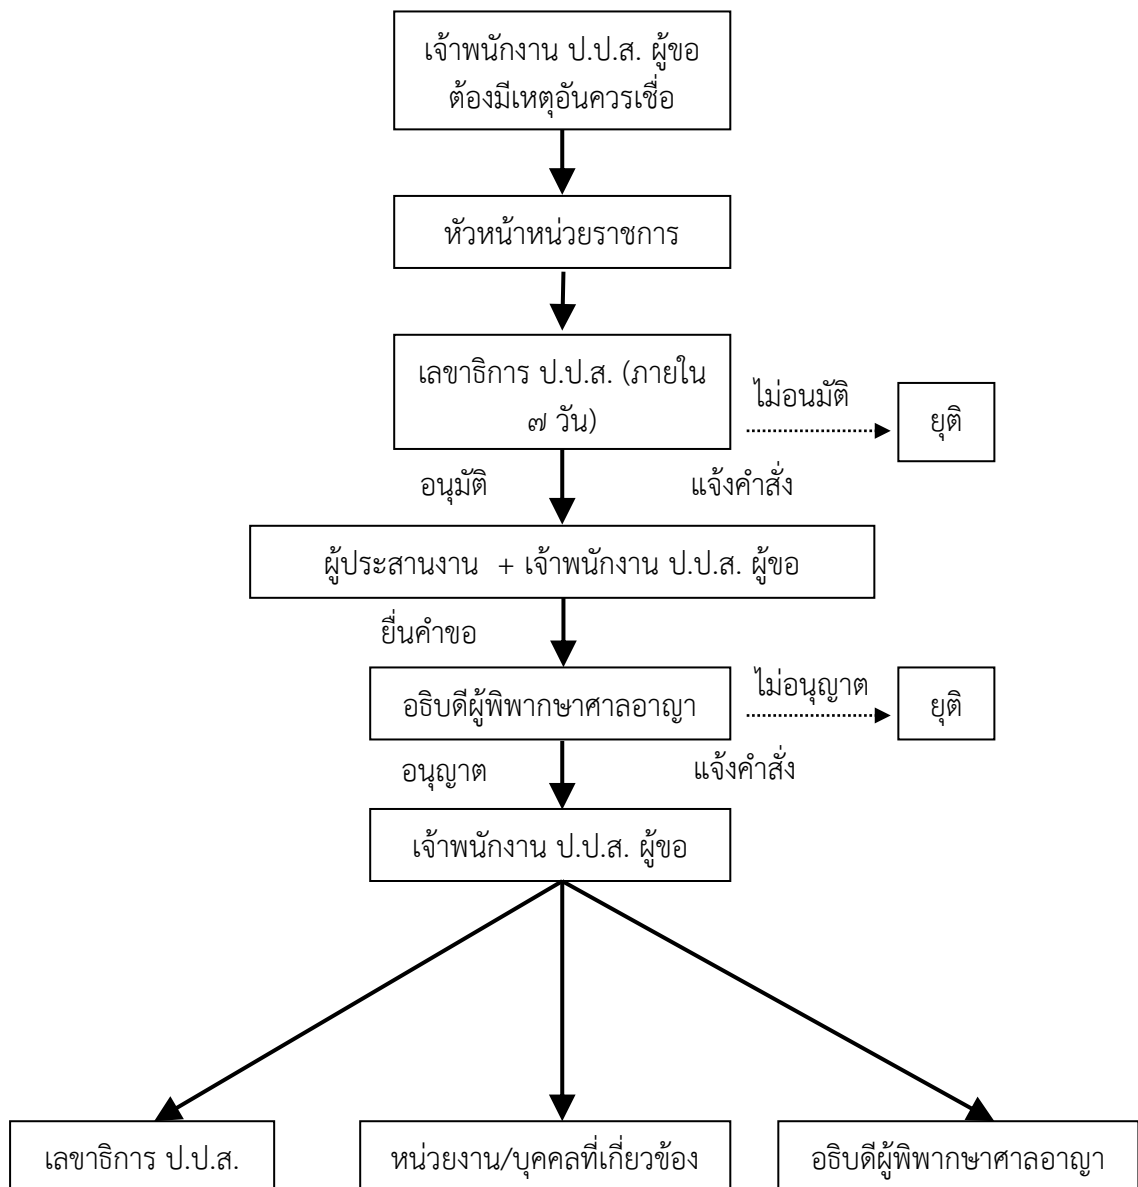 เจ้าพนักงาน ป.ป.ส. ผู้ขอ
ต้องมีเหตุอันควรเชื่อ
หัวหน้าหน่วยราชการ
เลขาธิการ ป.ป.ส. (ภายใน
๗ วัน)
ไม่อนมัติ
ยุติ
อนุมัติ
แจ้งคำสั่ง
ผู้ประสานงาน + เจ้าพนักงาน ป.ป.ส. ผู้ขอ
ยื่นคำขอ
อธิบดีผู้พิพากษาศาลอาญา
ไม่อนุญาต
ยุติ
อนุญาต
แจ้งคำสั่ง
เจ้าพนักงาน ป.ป.ส. ผู้ขอ
เลขาธิการ ป.ป.ส.
หน่วยงาน/บุคคลที่เกี่ยวข้อง
อธิบดีผู้พิพากษาศาลอาญา